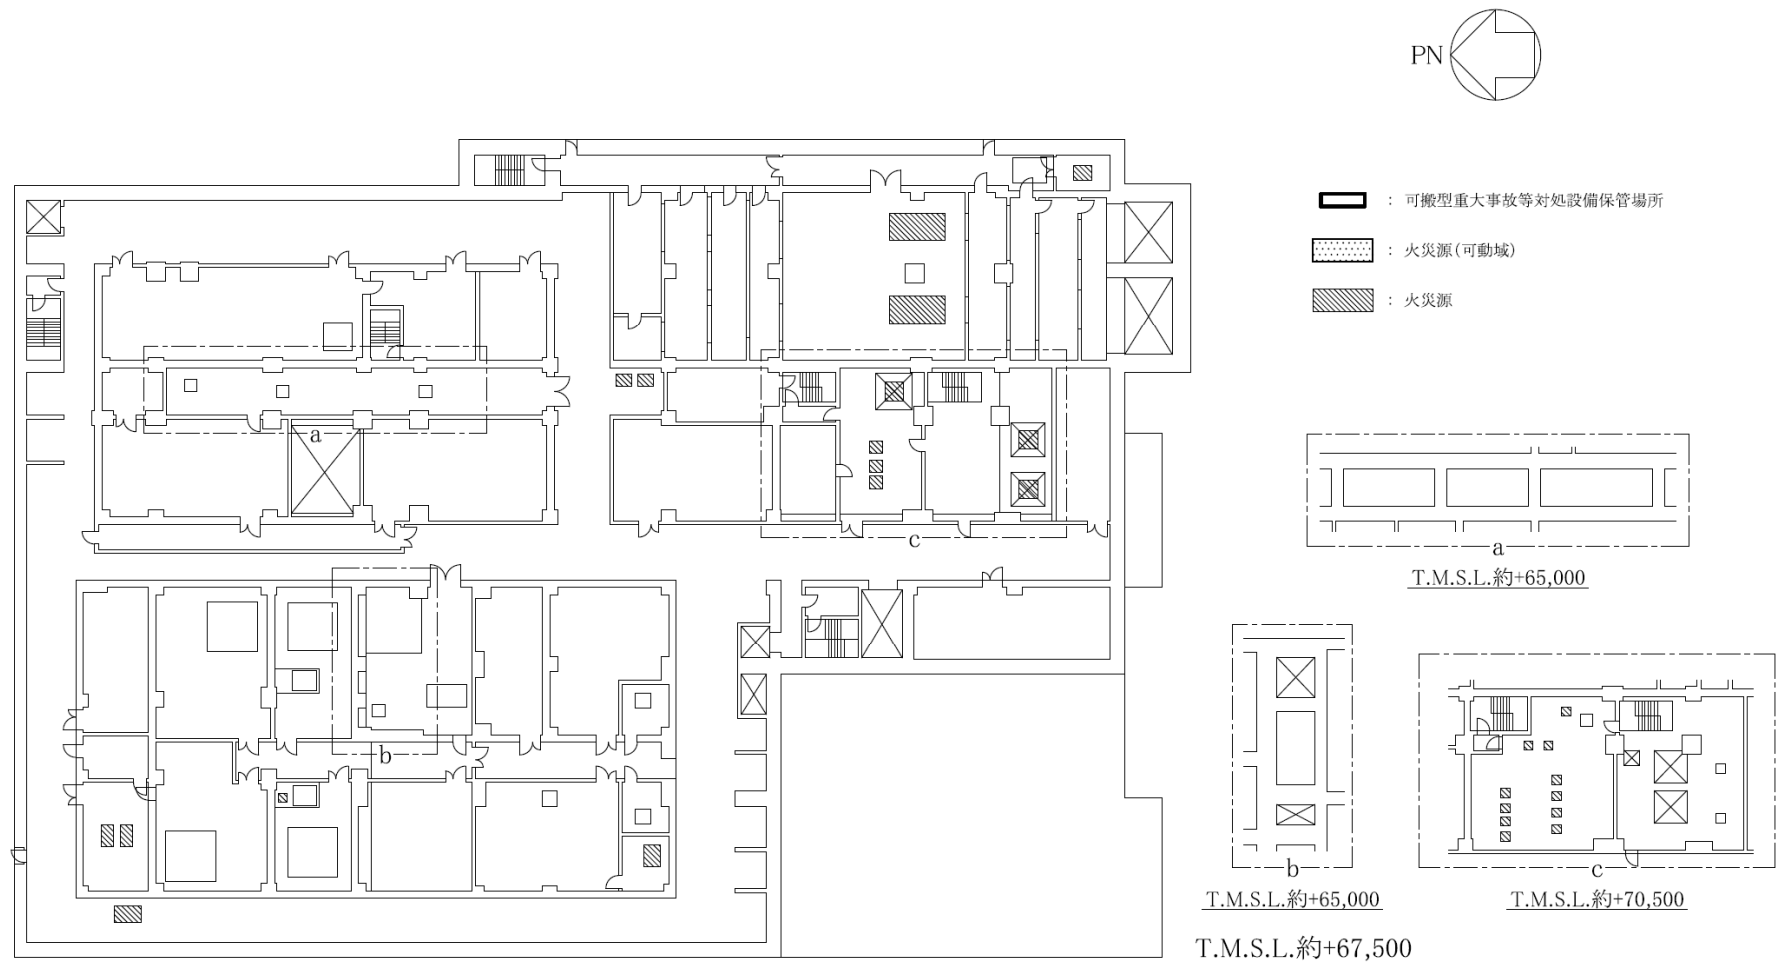 PN
： 可搬型重大事故等対処設備保管場所
： 火災源(可動域)
： 火災源
a
c
b
a
T.M.S.L.約+65,000
b
T.M.S.L.約+65,000
c
T.M.S.L.約+70,500
T.M.S.L.約+67,500